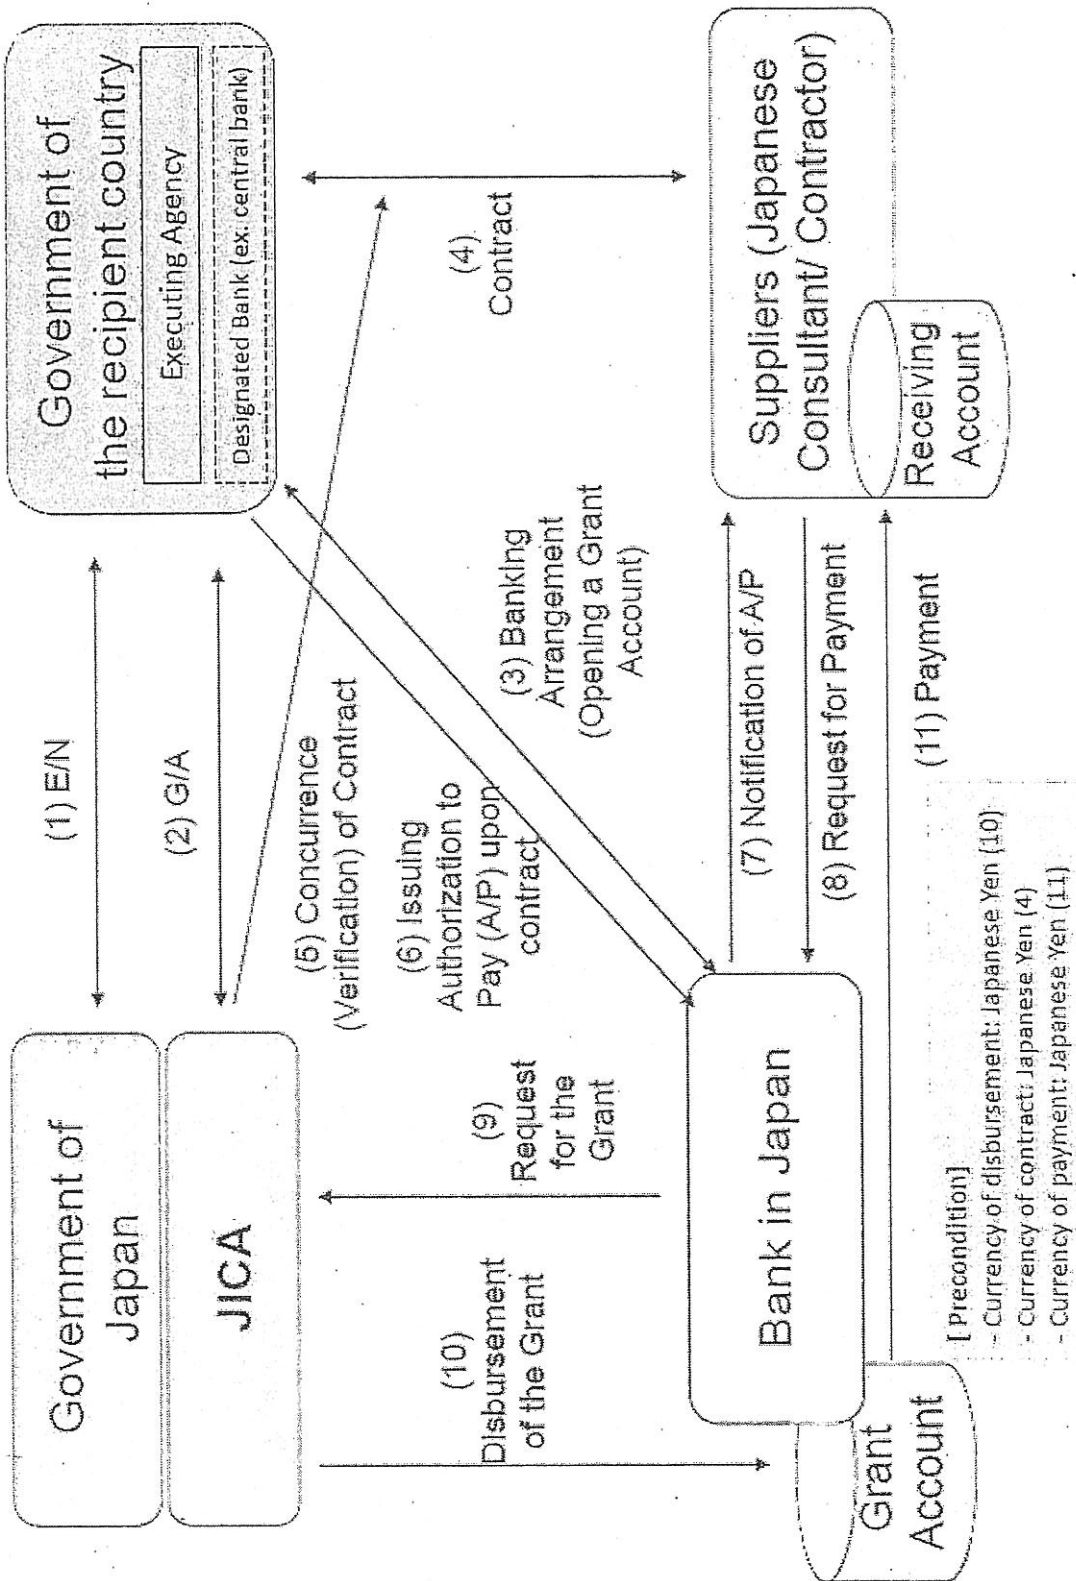 Government of
Japan
JICA
(1) E/N
(2) G/A
Government of
the recipient country
Executing Agency
Designated Bank (ex. central bank)
(5) Concurrence
(Verification) of Contract
(6) Issuing
Authorization to
Pay (A/P) upon
contract
(3) Banking
Arrangement
(Opening a Grant
Account)
(4)
Contract
(9)
Request
for the
Grant
(10)
Disbursement
of the Grant
Bank in Japan
Grant
Account
(7) Notification of A/P
(8) Request for Payment
(11) Payment
Suppliers (Japanese
Consultant/ Contractor)
Receiving
Account
[ Precondition]
- Currency of disbursement: Japanese Yen (10)
- Currency of contract: Japanese Yen (4)
- Currency of payment: Japanese Yen (11)